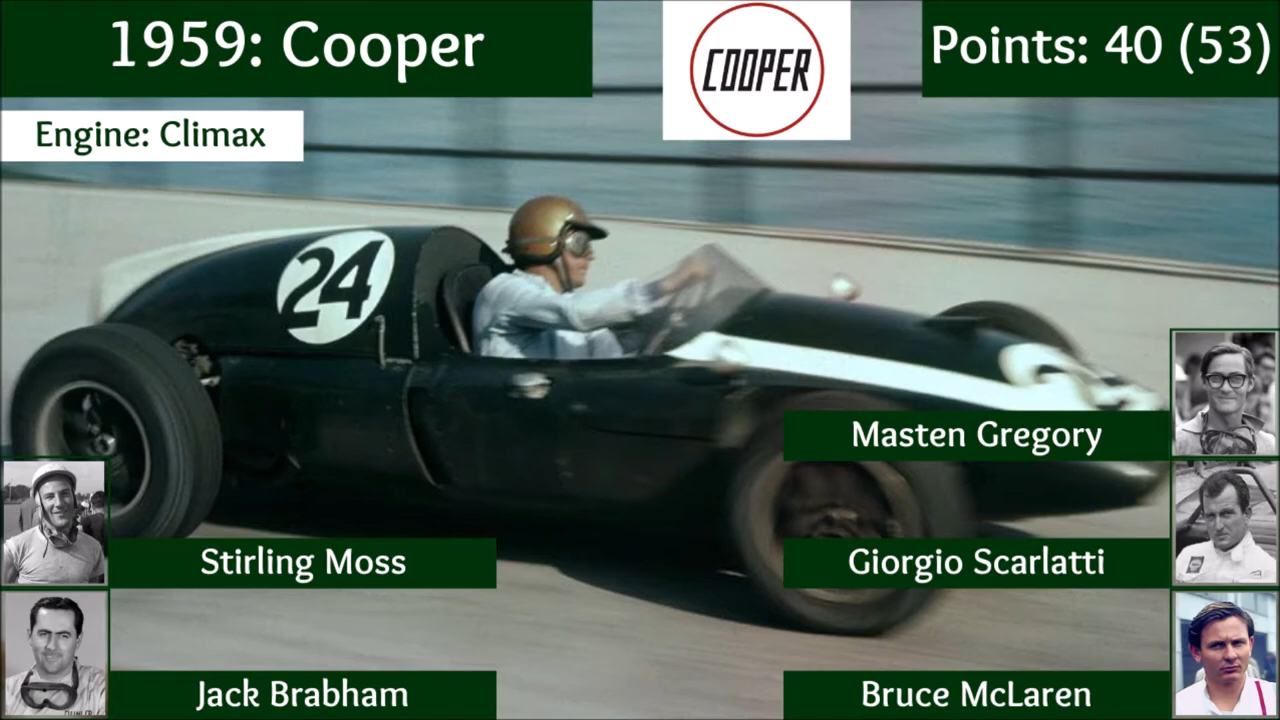 1959: Cooper
COOPER
Points: 40 (53)
Engine: Climax
24
Masten Gregory
Stirling Moss
Giorgio Scarlatti
Jack Brabham
Bruce McLaren